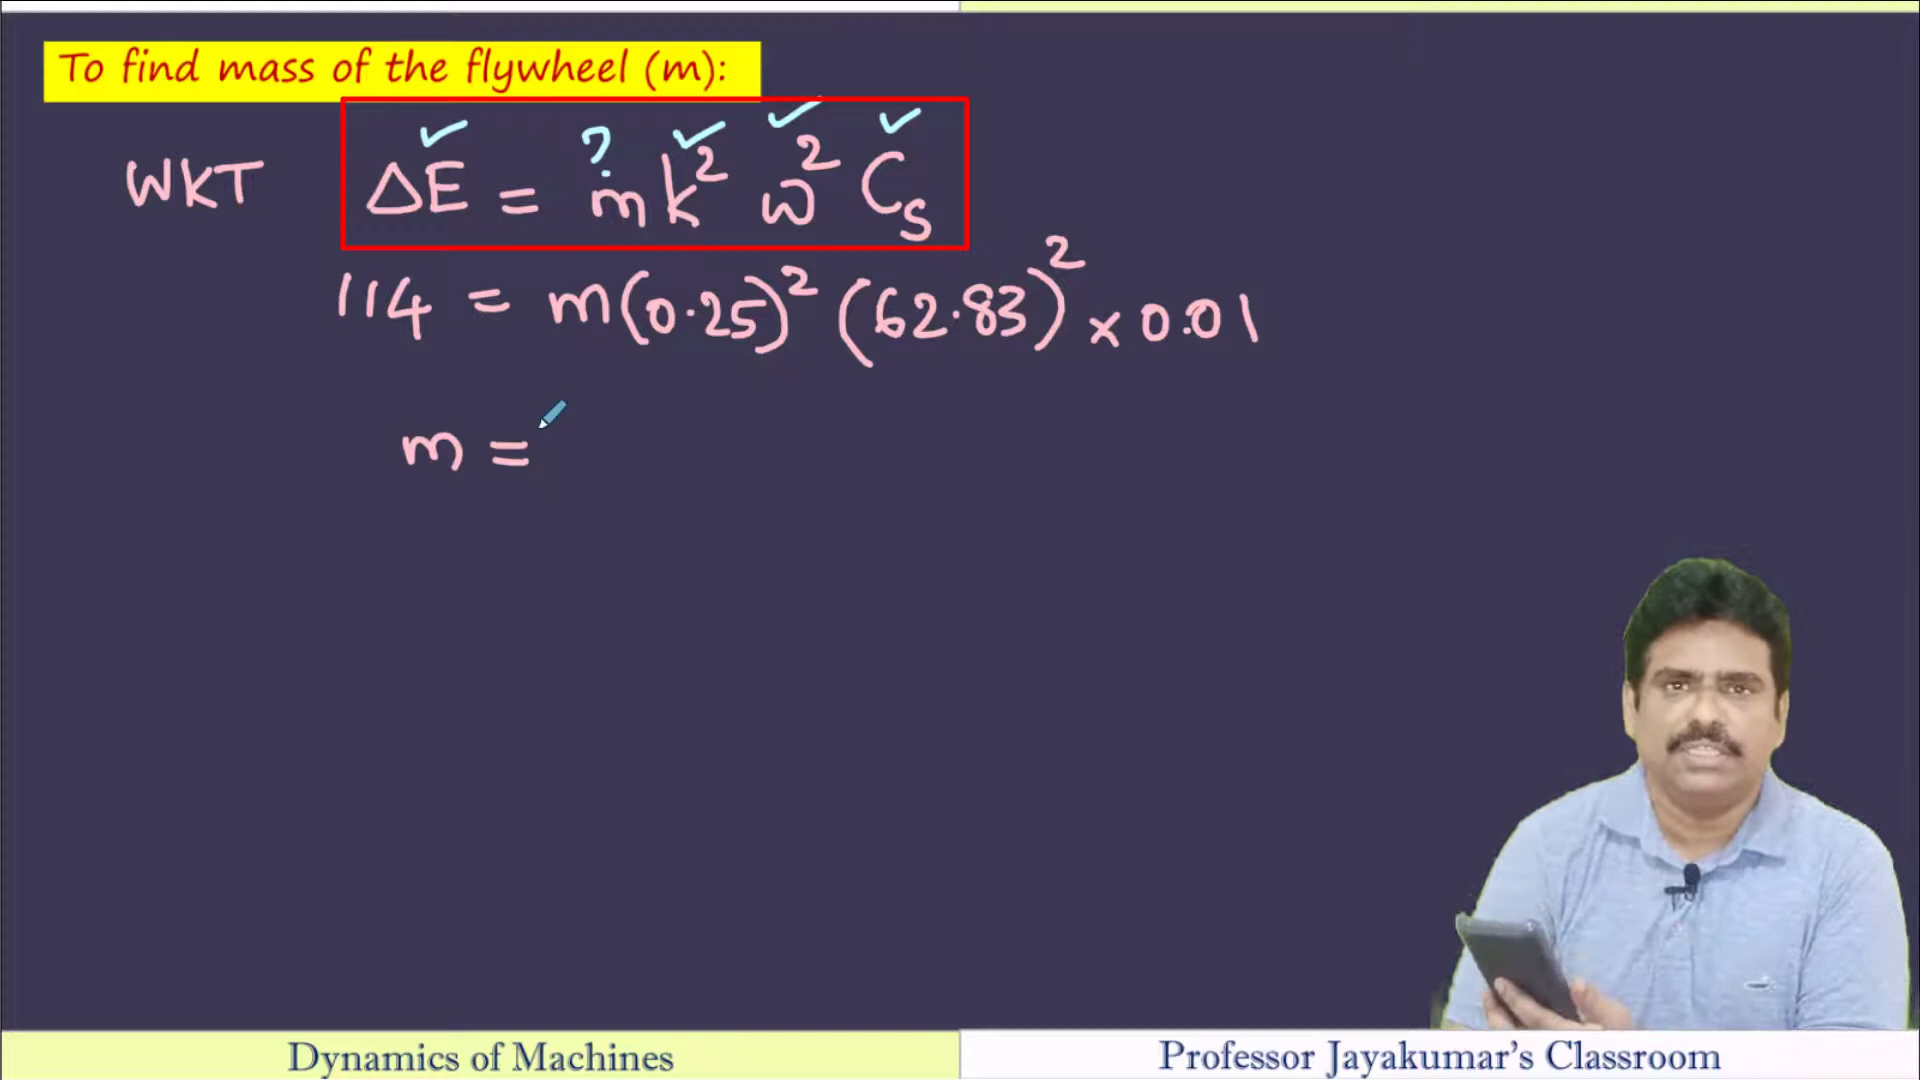 To find mass of the flywheel (m):
?
WKT ΔE = mk² ω² Cs
114 = m(0.25)² (62.83)² × 0.01
m =
Dynamics of Machines
Professor Jayakumar's Classroom